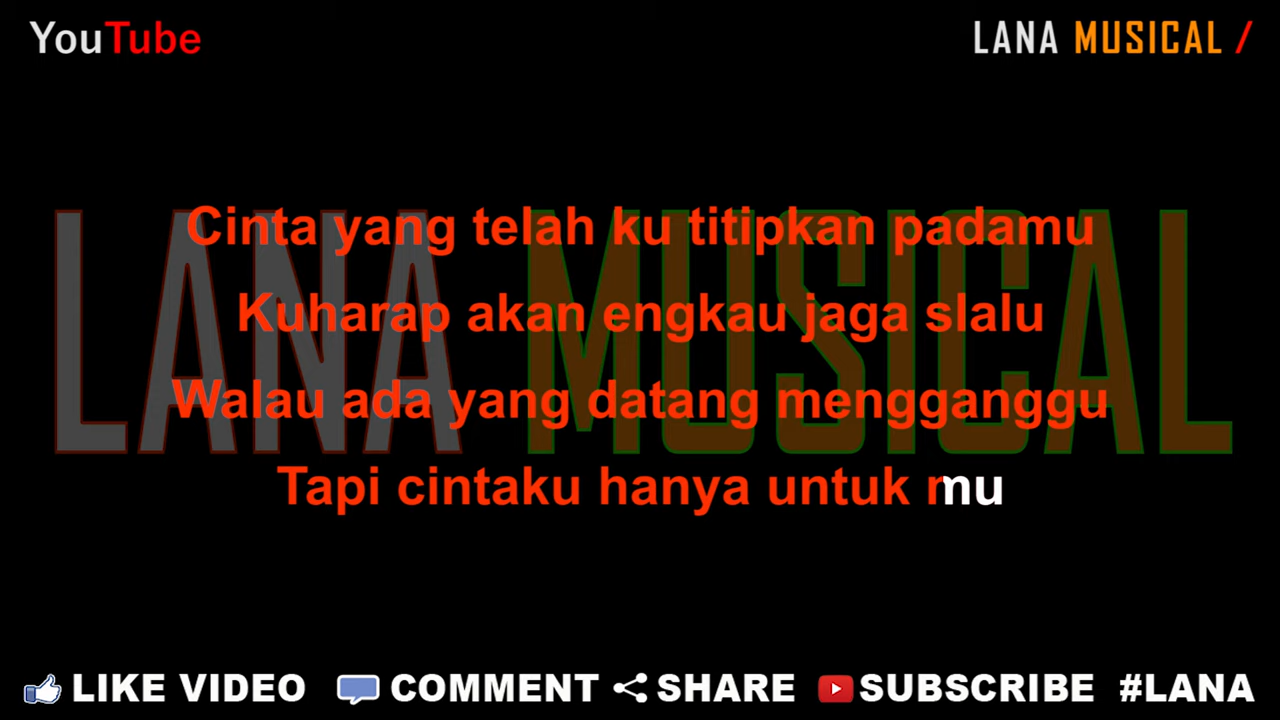 YouTube
LANA MUSICAL /
LANA MUSICAL
Cinta yang telah ku titipkan padamu
Kuharap akan engkau jaga slalu
Walau ada yang datang mengganggu
Tapi cintaku hanya untuk mu
LIKE VIDEO COMMENT SHARE SUBSCRIBE #LANA